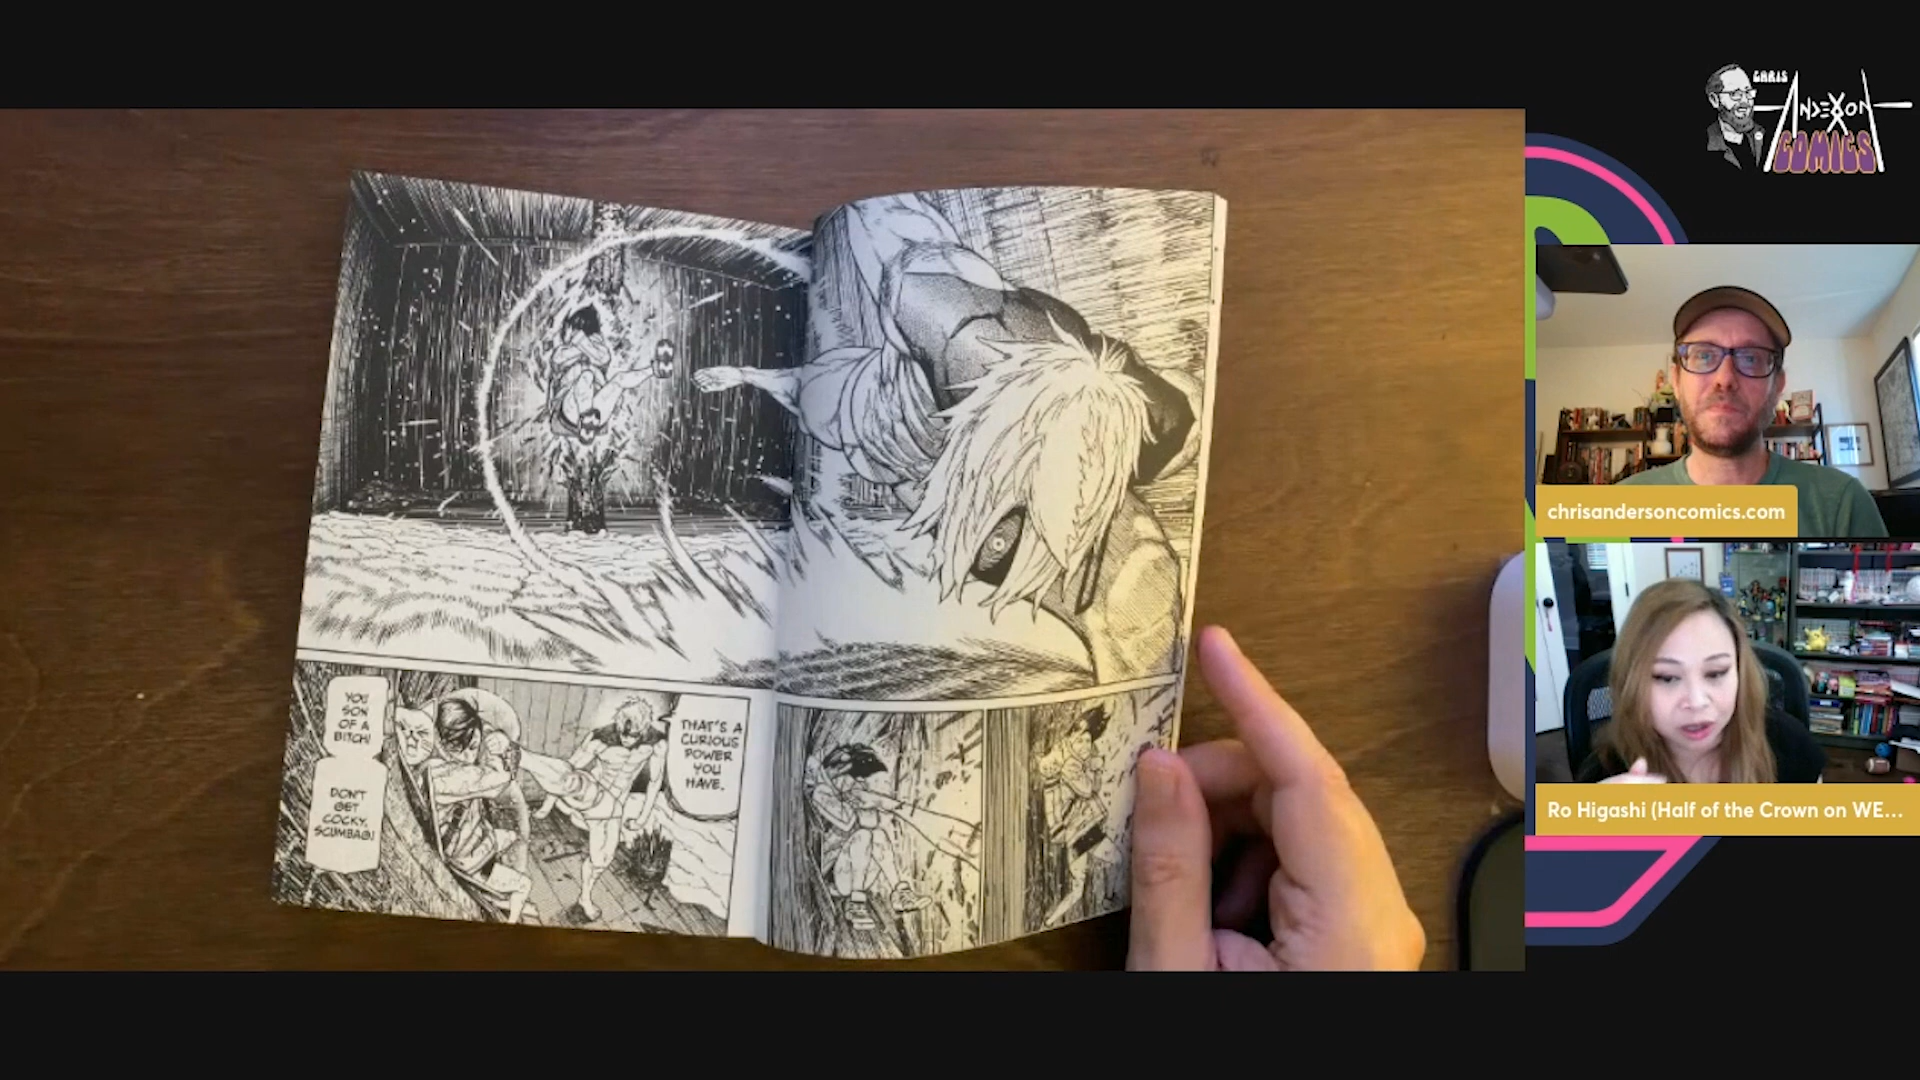 CHRIS
ANDERSON
COMICS
chrisandersoncomics.com
Ro Higashi (Half of the Crown on WE...
THAT'S A
CURIOUS
POWER
YOU
HAVE.
YOU
SON
OF A
BITCH!
DON'T
GET
COCKY,
SCUMBAG!